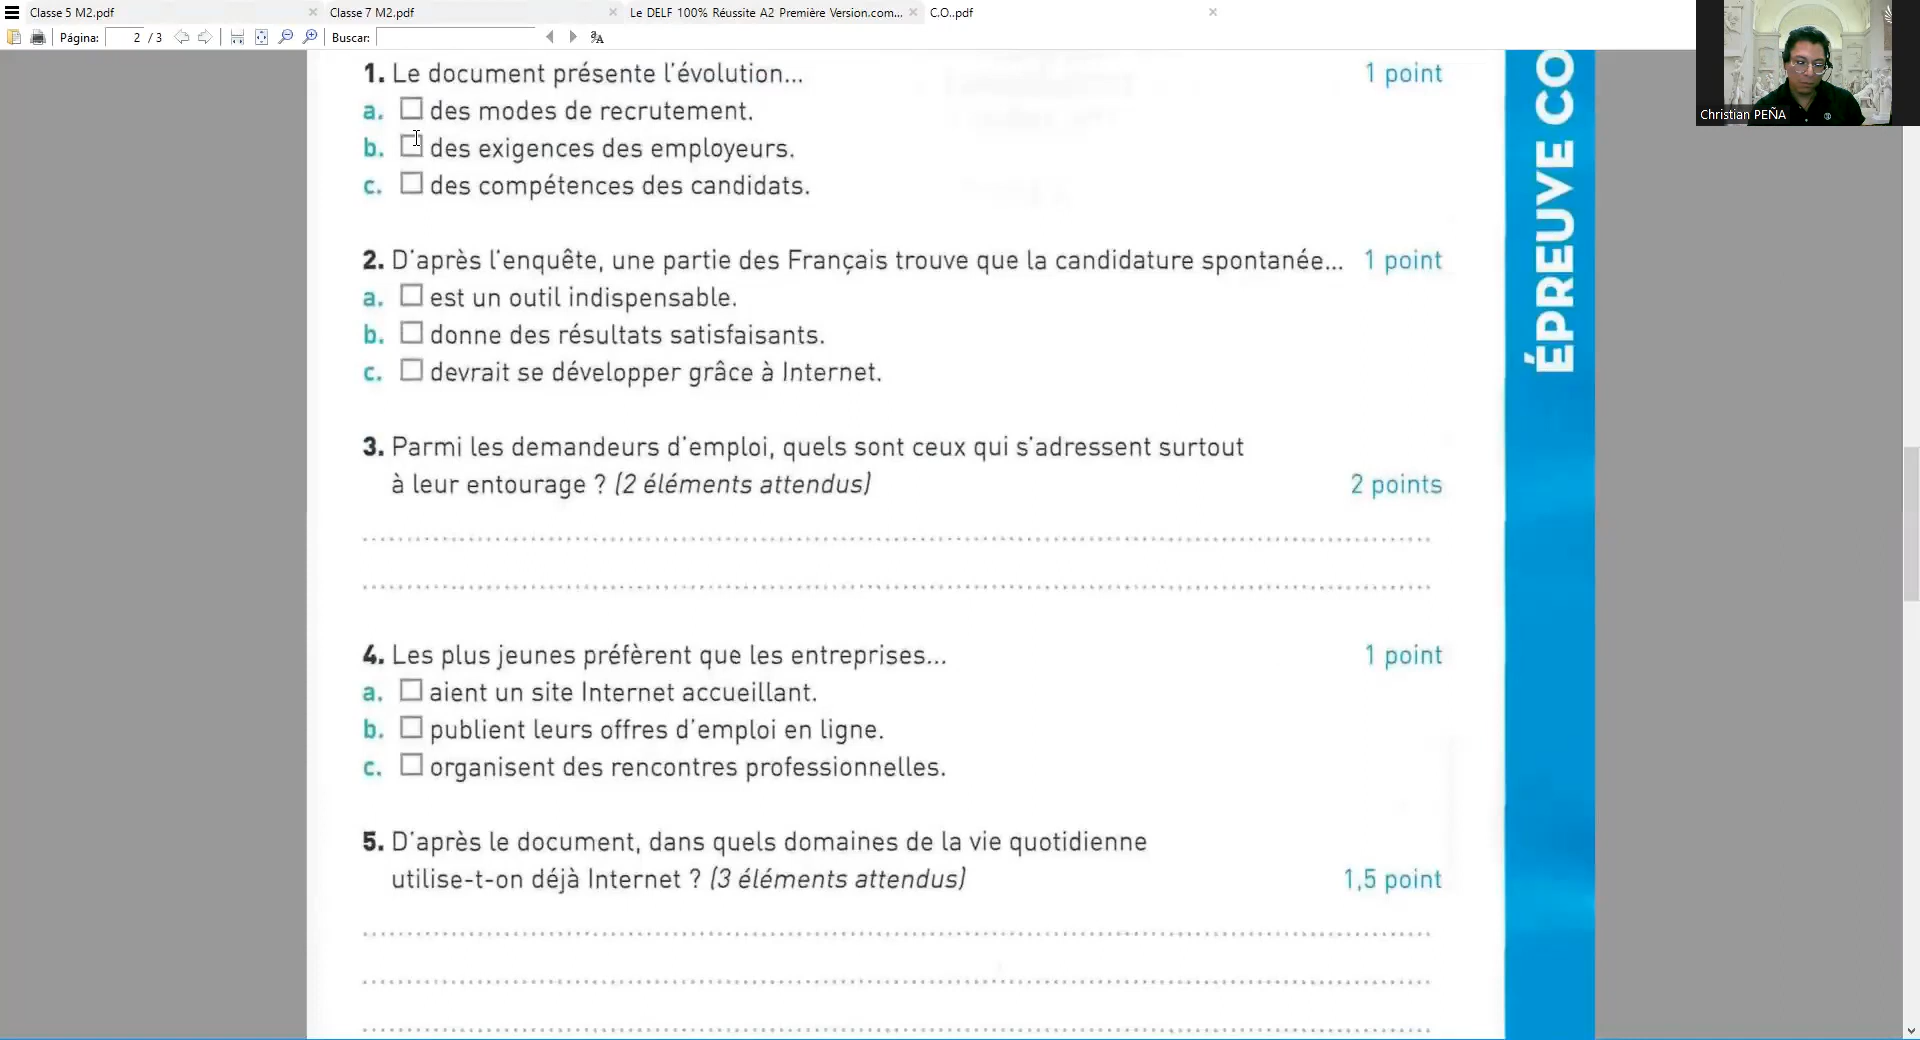 Classe 5 M2.pdf
Classe 7 M2.pdf
Le DELF 100% Réussite A2 Première Version.com...
C.O..pdf
Página:
2 / 3
Buscar:
1. Le document présente l'évolution...
1 point
a. des modes de recrutement.
b. des exigences des employeurs.
c. des compétences des candidats.
2. D'après l'enquête, une partie des Français trouve que la candidature spontanée...
1 point
a. est un outil indispensable.
b. donne des résultats satisfaisants.
c. devrait se développer grâce à Internet.
3. Parmi les demandeurs d'emploi, quels sont ceux qui s'adressent surtout
à leur entourage ? (2 éléments attendus)
2 points
4. Les plus jeunes préfèrent que les entreprises...
1 point
a. aient un site Internet accueillant.
b. publient leurs offres d'emploi en ligne.
c. organisent des rencontres professionnelles.
5. D'après le document, dans quels domaines de la vie quotidienne
utilise-t-on déjà Internet ? (3 éléments attendus)
1,5 point
ÉPREUVE CO
Christian PEÑA